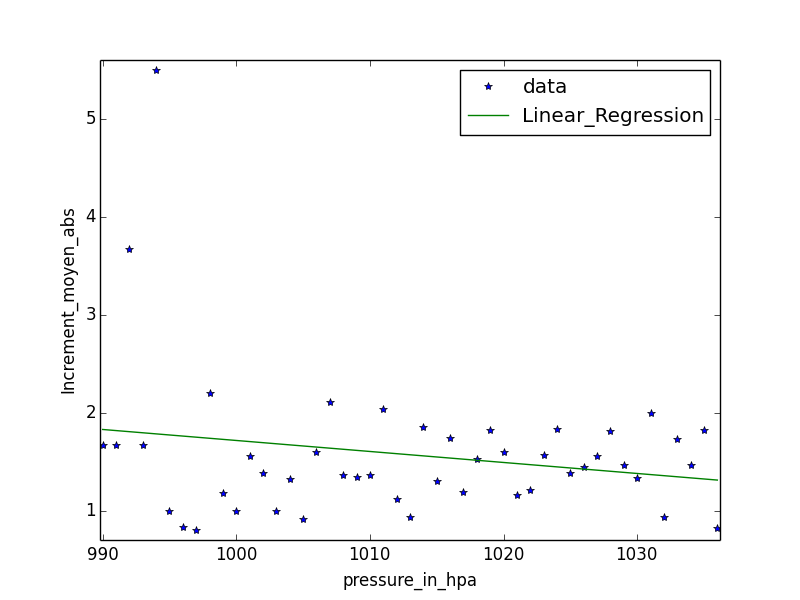 data
Linear_Regression
5
4
3
2
1
Increment_moyen_abs
990 1000 1010 1020 1030
pressure_in_hpa